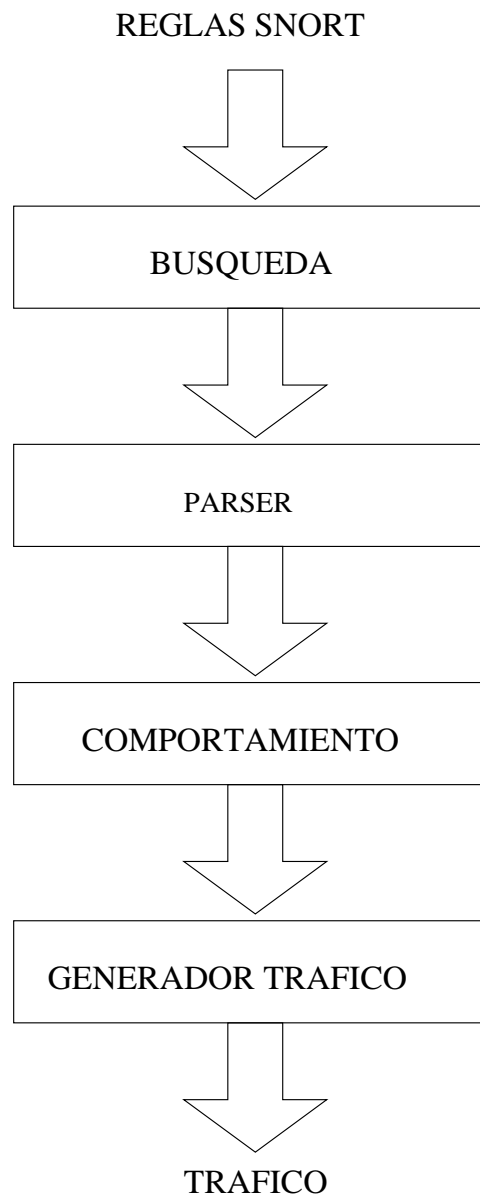 REGLAS SNORT
BUSQUEDA
PARSER
COMPORTAMIENTO
GENERADOR TRAFICO
TRAFICO